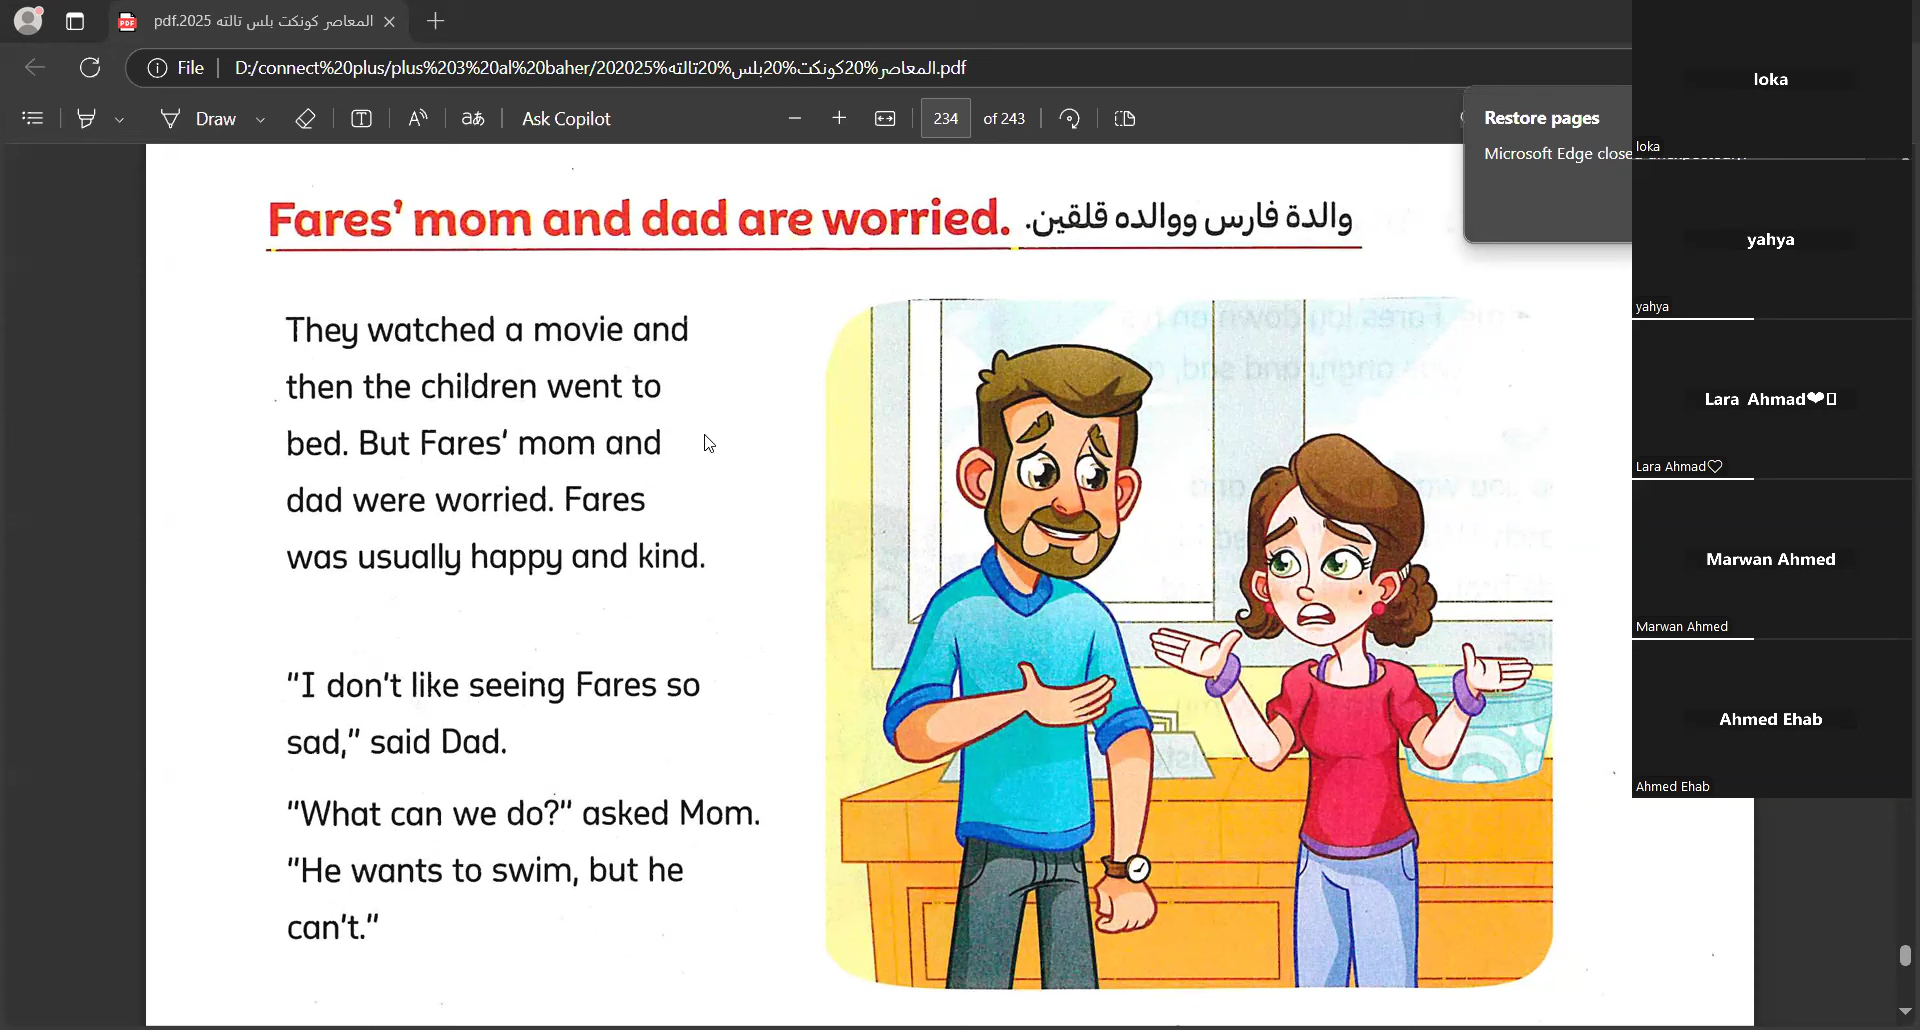 المعاصر كونكت بلس تالته 2025.pdf
File
D:/connect%20plus/plus%203%20al%20baher/202025%المعاصر%20كونكت%20بلس%20تالته.pdf
Draw
aあ
Ask Copilot
234
of 243
Restore pages
Microsoft Edge close
Fares’ mom and dad are worried. والدة فارس ووالده قلقين.
They watched a movie and
then the children went to
bed. But Fares’ mom and
dad were worried. Fares
was usually happy and kind.
"I don’t like seeing Fares so
sad,” said Dad.
"What can we do?" asked Mom.
"He wants to swim, but he
can’t.”
loka
loka
yahya
yahya
Lara Ahmad❤
Lara Ahmad♡
Marwan Ahmed
Marwan Ahmed
Ahmed Ehab
Ahmed Ehab